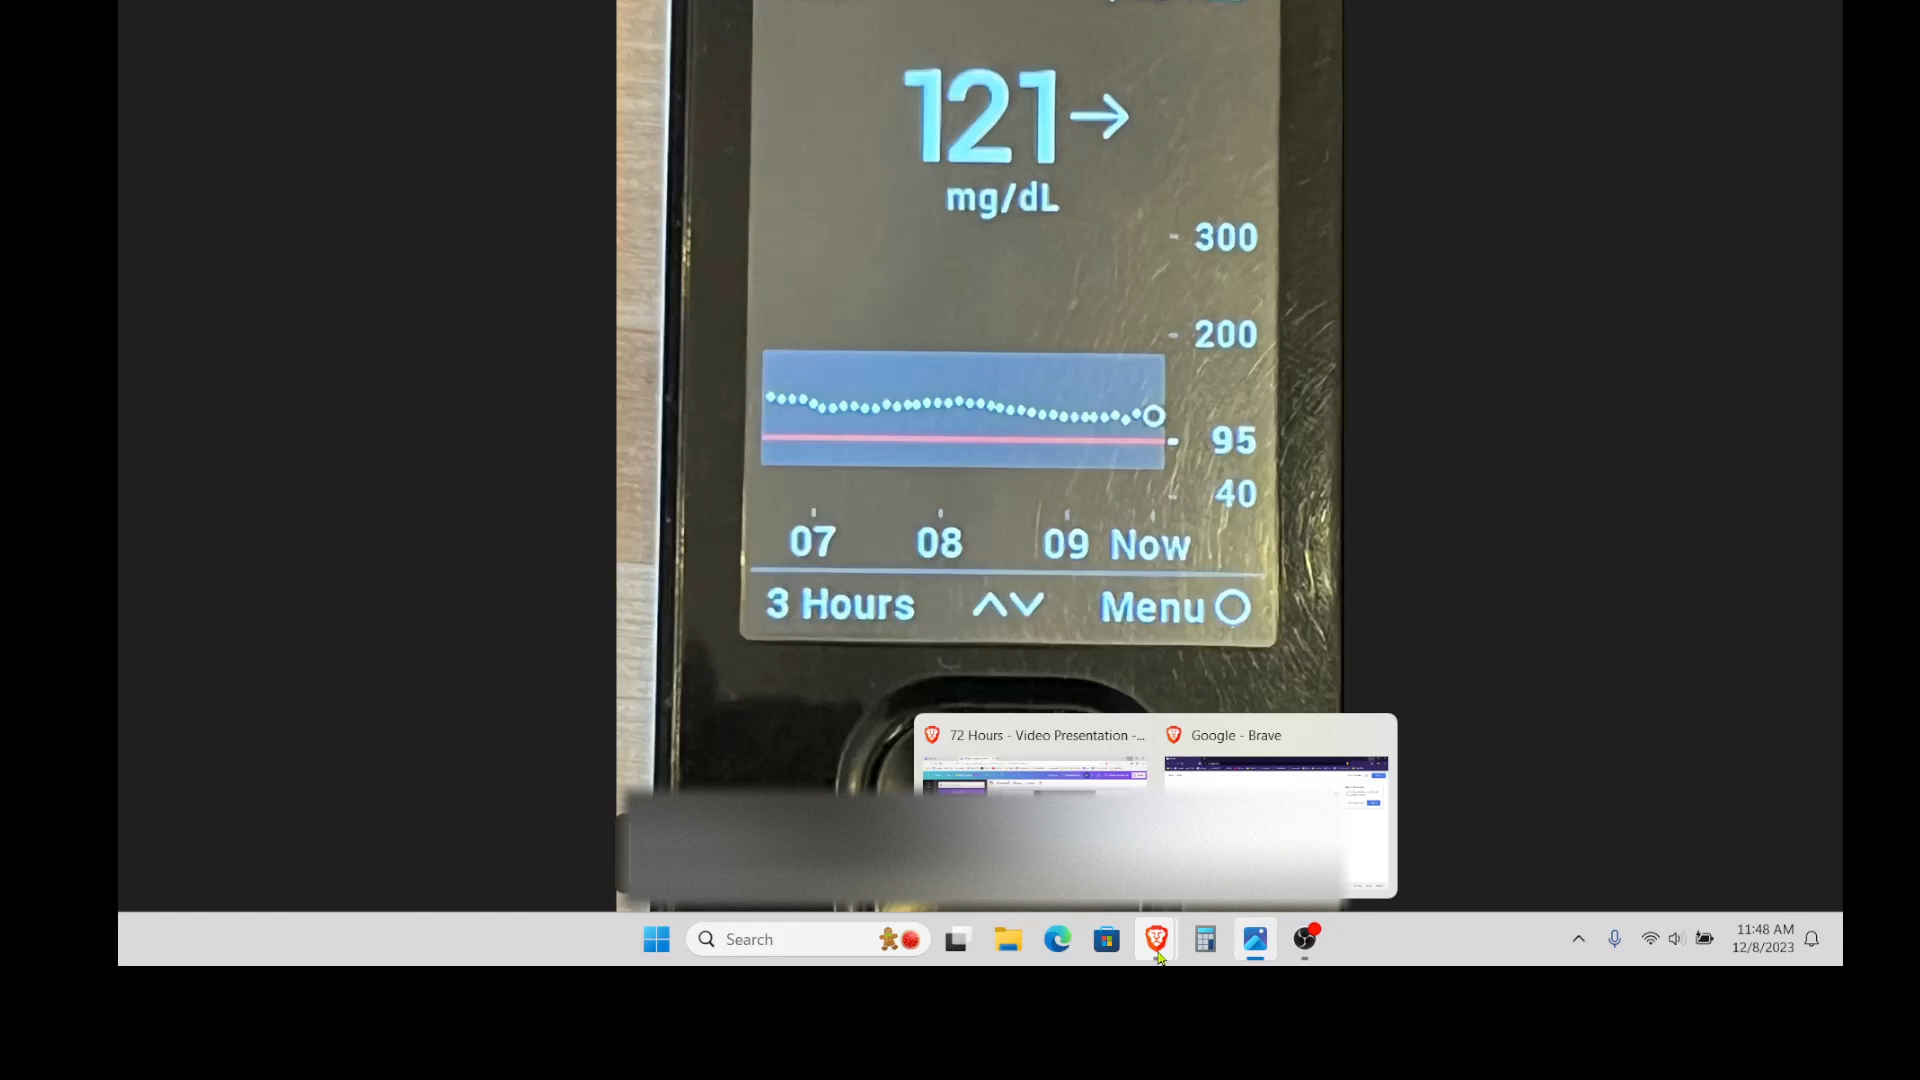 121→
mg/dL
300
200
95
40
07 08 09 Now
3 Hours Menu
72 Hours - Video Presentation -...
Google - Brave
Search
11:48 AM
12/8/2023